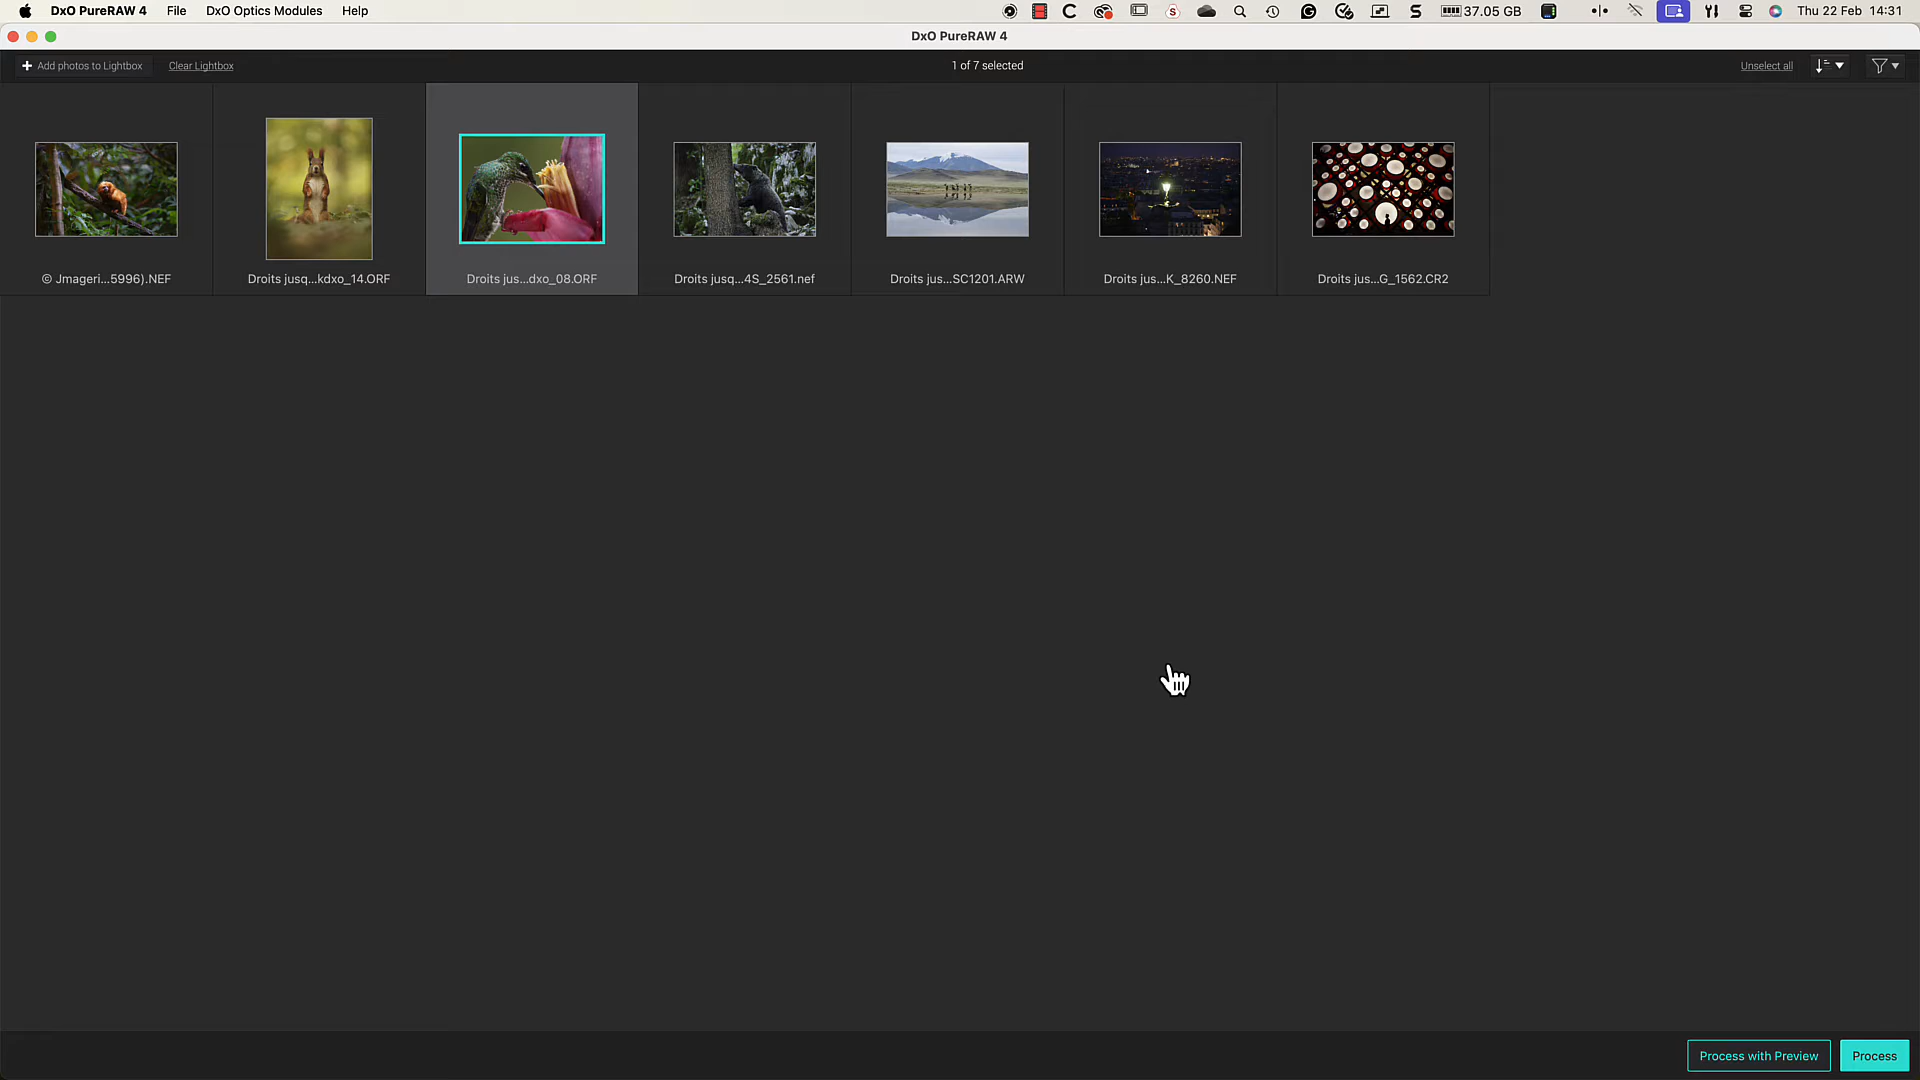 DxO PureRAW 4 File DxO Optics Modules Help 37.05 GB Thu 22 Feb 14:31
DxO PureRAW 4
Add photos to Lightbox Clear Lightbox 1 of 7 selected Unselect all
© Jmageri...5996).NEF Droits jusq...kdxo_14.ORF Droits jus...dxo_08.ORF Droits jusq...4S_2561.nef Droits jus...SC1201.ARW Droits jus...K_8260.NEF Droits jus...G_1562.CR2
Process with Preview Process